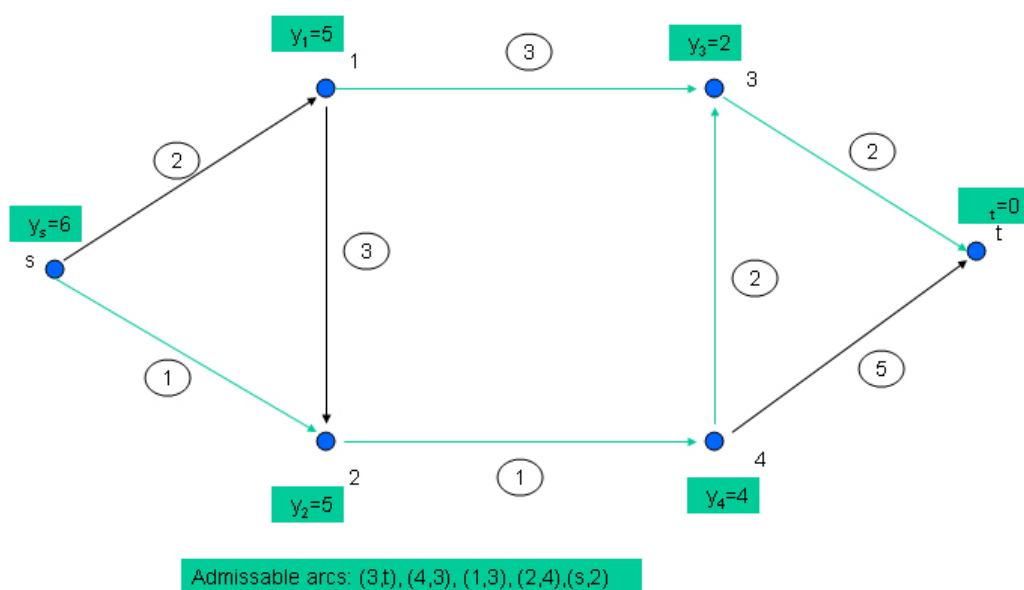 y₁=5
1
3
y₃=2
3
2
2
yₛ=6
s
3
2
ₜ=0
t
1
5
2
y₂=5
1
4
y₄=4
Admissable arcs: (3,t), (4,3), (1,3), (2,4),(s,2)